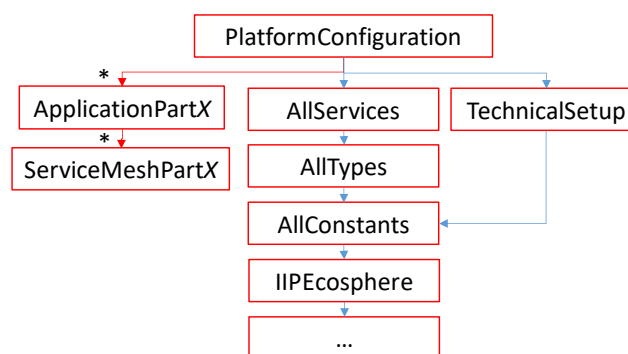 PlatformConfiguration
*
ApplicationPartX
AllServices
TechnicalSetup
*
ServiceMeshPartX
AllTypes
AllConstants
IIPEcosphere
...